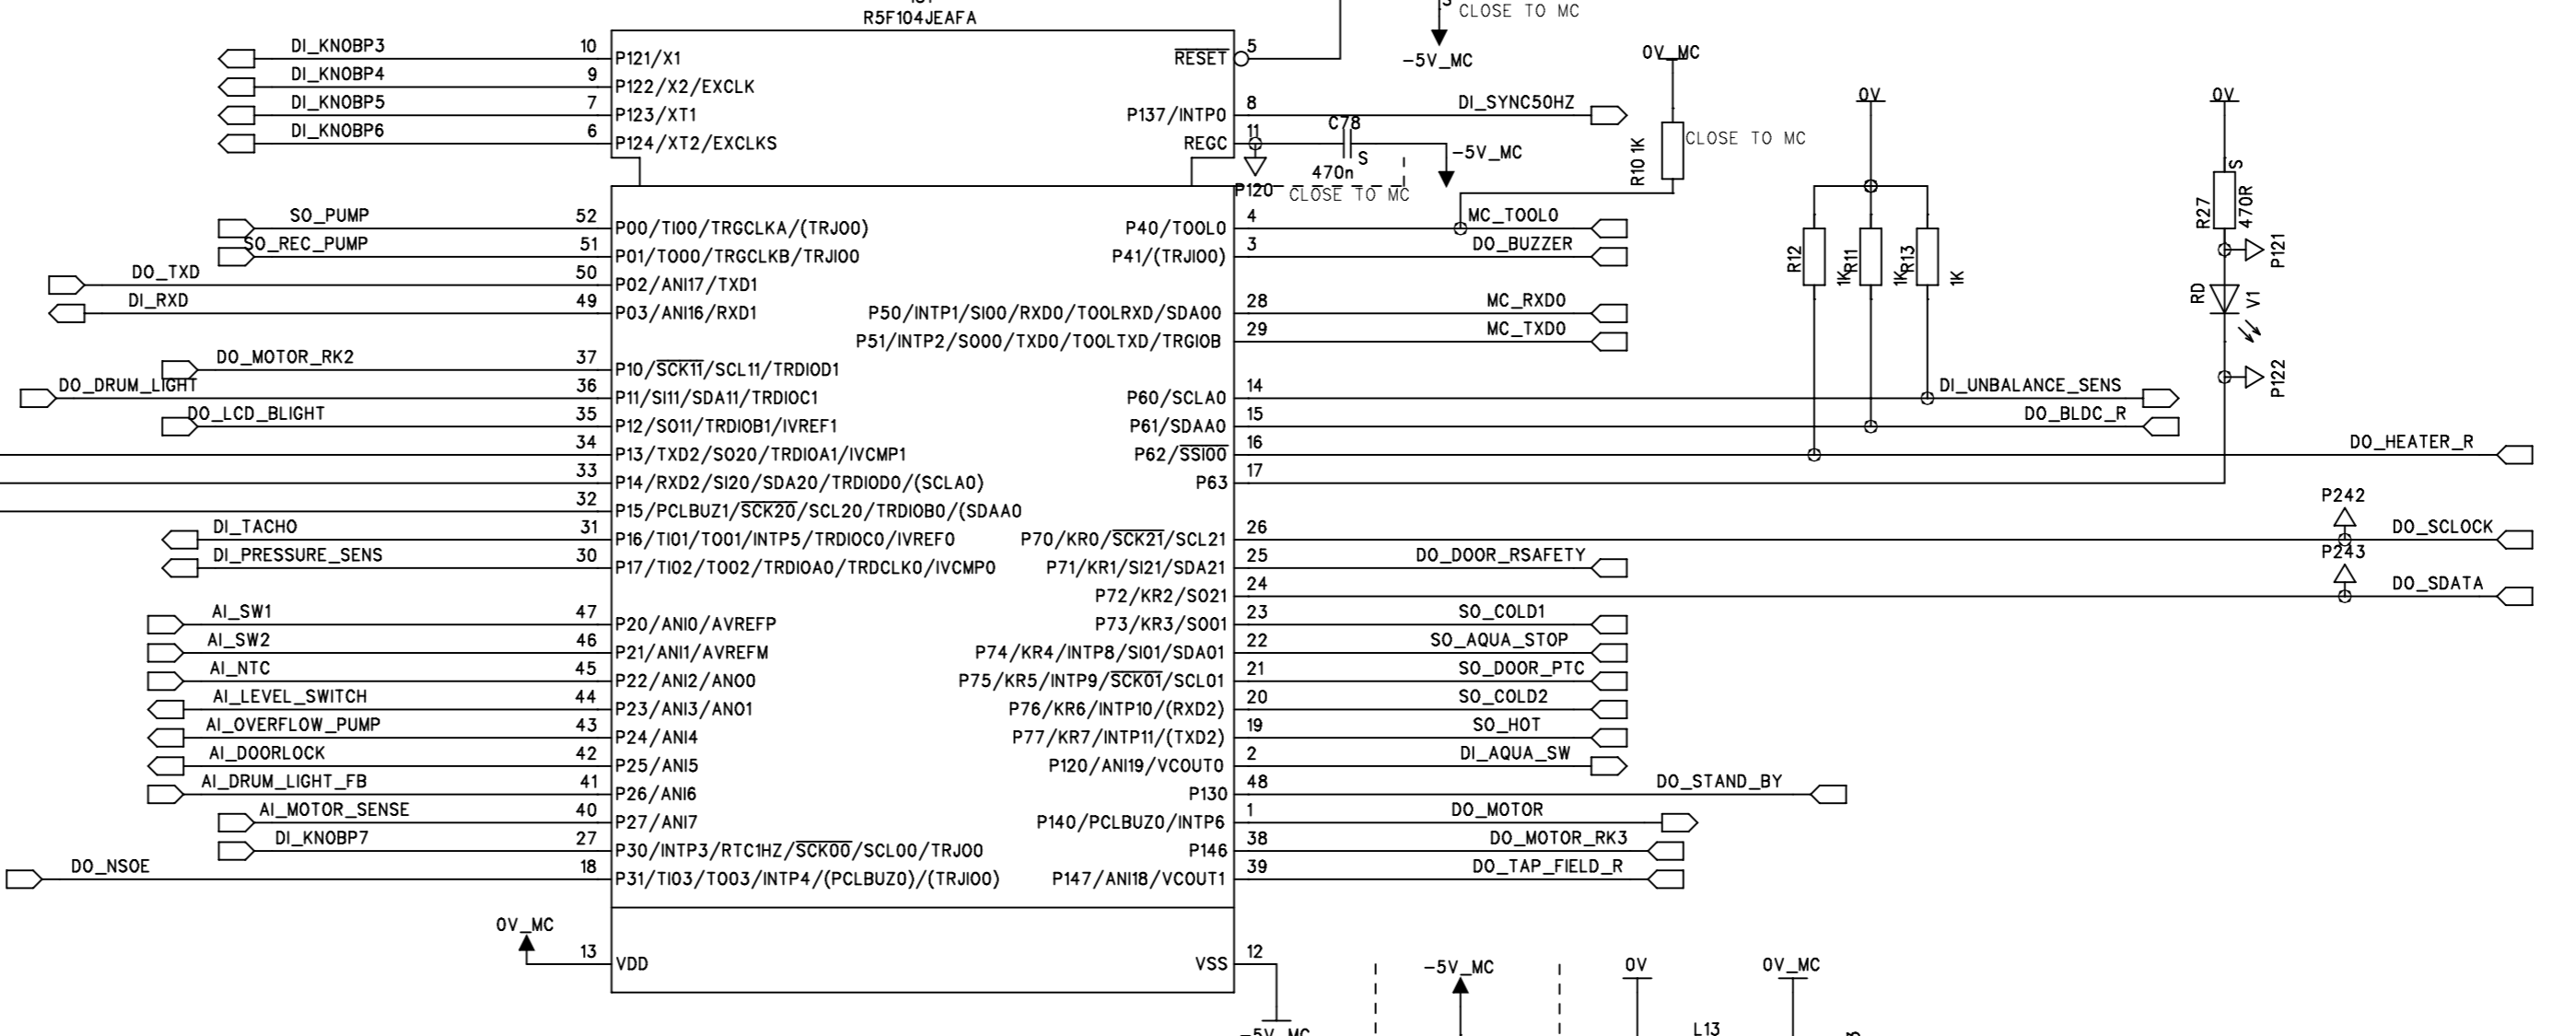 R5F104JEAFA
S CLOSE TO MC
-5V_MC
DI_KNOBP3 10 P121/X1
RESET 5
DI_KNOBP4 9 P122/X2/EXCLK
DI_KNOBP5 7 P123/XT1
P137/INTP0 8 DI_SYNC50HZ
DI_KNOBP6 6 P124/XT2/EXCLKS
REGC 11
C78
S
470n
-5V_MC
P120 CLOSE TO MC
0V_MC
R10 1K
CLOSE TO MC
0V
R12 1K
R11 1K
R13 1K
0V
S
R27 470R
P121
RD
V1
P122
SO_PUMP 52 P00/TI00/TRGCLKA/(TRJO0)
P40/TOOL0 4 MC_TOOL0
SO_REC_PUMP 51 P01/TO00/TRGCLKB/TRJIO0
P41/(TRJIO0) 3 DO_BUZZER
DO_TXD 50 P02/ANI17/TXD1
DI_RXD 49 P03/ANI16/RXD1
P50/INTP1/SI00/RXD0/TOOLRXD/SDA00 28 MC_RXD0
P51/INTP2/SO00/TXD0/TOOLTXD/TRGIOB 29 MC_TXD0
DO_MOTOR_RK2 37 P10/SCK11/SCL11/TRDIOD1
DO_DRUM_LIGHT 36 P11/SI11/SDA11/TRDIOC1
P60/SCLA0 14 DI_UNBALANCE_SENS
DO_LCD_BLIGHT 35 P12/SO11/TRDIOB1/IVREF1
P61/SDAA0 15 DO_BLDC_R
34 P13/TXD2/SO20/TRDIOA1/IVCMP1
P62/SSI00 16 DO_HEATER_R
33 P14/RXD2/SI20/SDA20/TRDIOD0/(SCLA0)
P63 17
32 P15/PCLBUZ1/SCK20/SCL20/TRDIOB0/(SDAA0
P242
DI_TACHO 31 P16/TI01/TO01/INTP5/TRDIOC0/IVREF0
P70/KR0/SCK21/SCL21 26 DO_SCLOCK
P243
DI_PRESSURE_SENS 30 P17/TI02/TO02/TRDIOA0/TRDCLK0/IVCMP0
P71/KR1/SI21/SDA21 25 DO_DOOR_RSAFETY
P72/KR2/SO21 24 DO_SDATA
AI_SW1 47 P20/ANI0/AVREFP
P73/KR3/SO01 23 SO_COLD1
AI_SW2 46 P21/ANI1/AVREFM
P74/KR4/INTP8/SI01/SDA01 22 SO_AQUA_STOP
AI_NTC 45 P22/ANI2/ANO0
P75/KR5/INTP9/SCK01/SCL01 21 SO_DOOR_PTC
AI_LEVEL_SWITCH 44 P23/ANI3/ANO1
P76/KR6/INTP10/(RXD2) 20 SO_COLD2
AI_OVERFLOW_PUMP 43 P24/ANI4
P77/KR7/INTP11/(TXD2) 19 SO_HOT
AI_DOORLOCK 42 P25/ANI5
P120/ANI19/VCOUT0 2 DI_AQUA_SW
AI_DRUM_LIGHT_FB 41 P26/ANI6
P130 48 DO_STAND_BY
AI_MOTOR_SENSE 40 P27/ANI7
P140/PCLBUZ0/INTP6 1 DO_MOTOR
DI_KNOBP7 27 P30/INTP3/RTC1HZ/SCK00/SCL00/TRJO0
P146 38 DO_MOTOR_RK3
DO_NSOE 18 P31/TI03/TO03/INTP4/(PCLBUZ0)/(TRJIO0)
P147/ANI18/VCOUT1 39 DO_TAP_FIELD_R
0V_MC
13 VDD
VSS 12
-5V_MC
-5V_MC
0V
0V_MC
L13